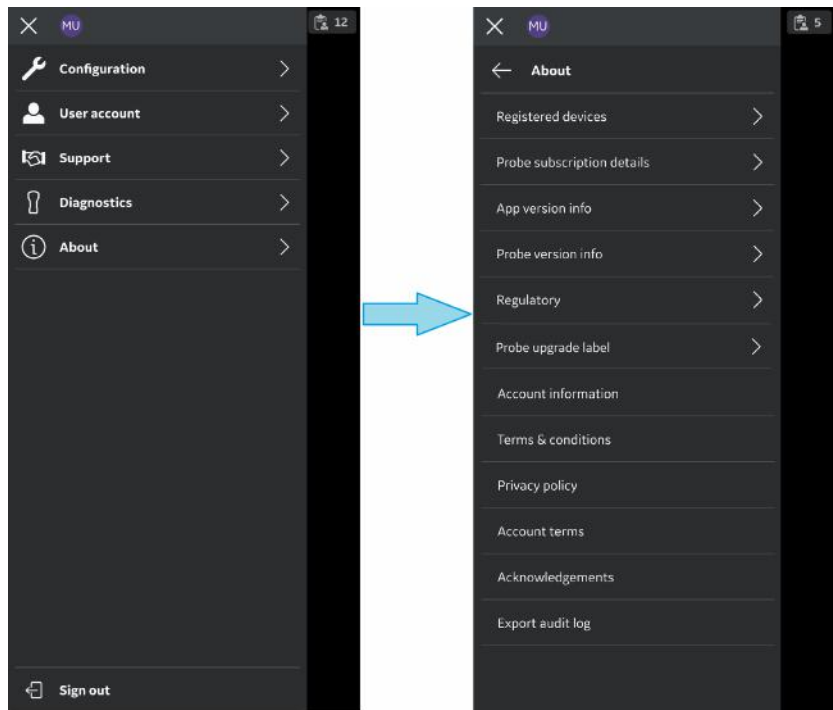 MU
12
Configuration
User account
Support
Diagnostics
About
Sign out
MU
5
About
Registered devices
Probe subscription details
App version info
Probe version info
Regulatory
Probe upgrade label
Account information
Terms & conditions
Privacy policy
Account terms
Acknowledgements
Export audit log